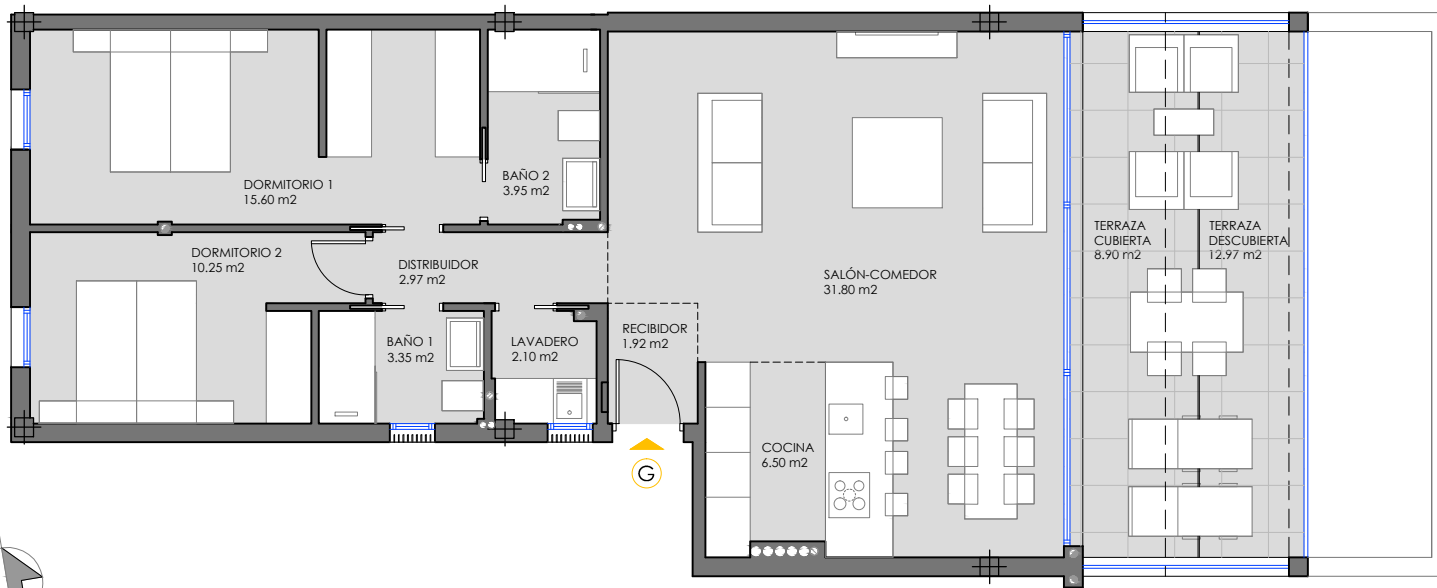 DORMITORIO 1
15.60 m2
BAÑO 2
3.95 m2
DORMITORIO 2
10.25 m2
DISTRIBUIDOR
2.97 m2
SALÓN-COMEDOR
31.80 m2
TERRAZA
CUBIERTA
8.90 m2
TERRAZA
DESCUBIERTA
12.97 m2
BAÑO 1
3.35 m2
LAVADERO
2.10 m2
RECIBIDOR
1.92 m2
COCINA
6.50 m2
G